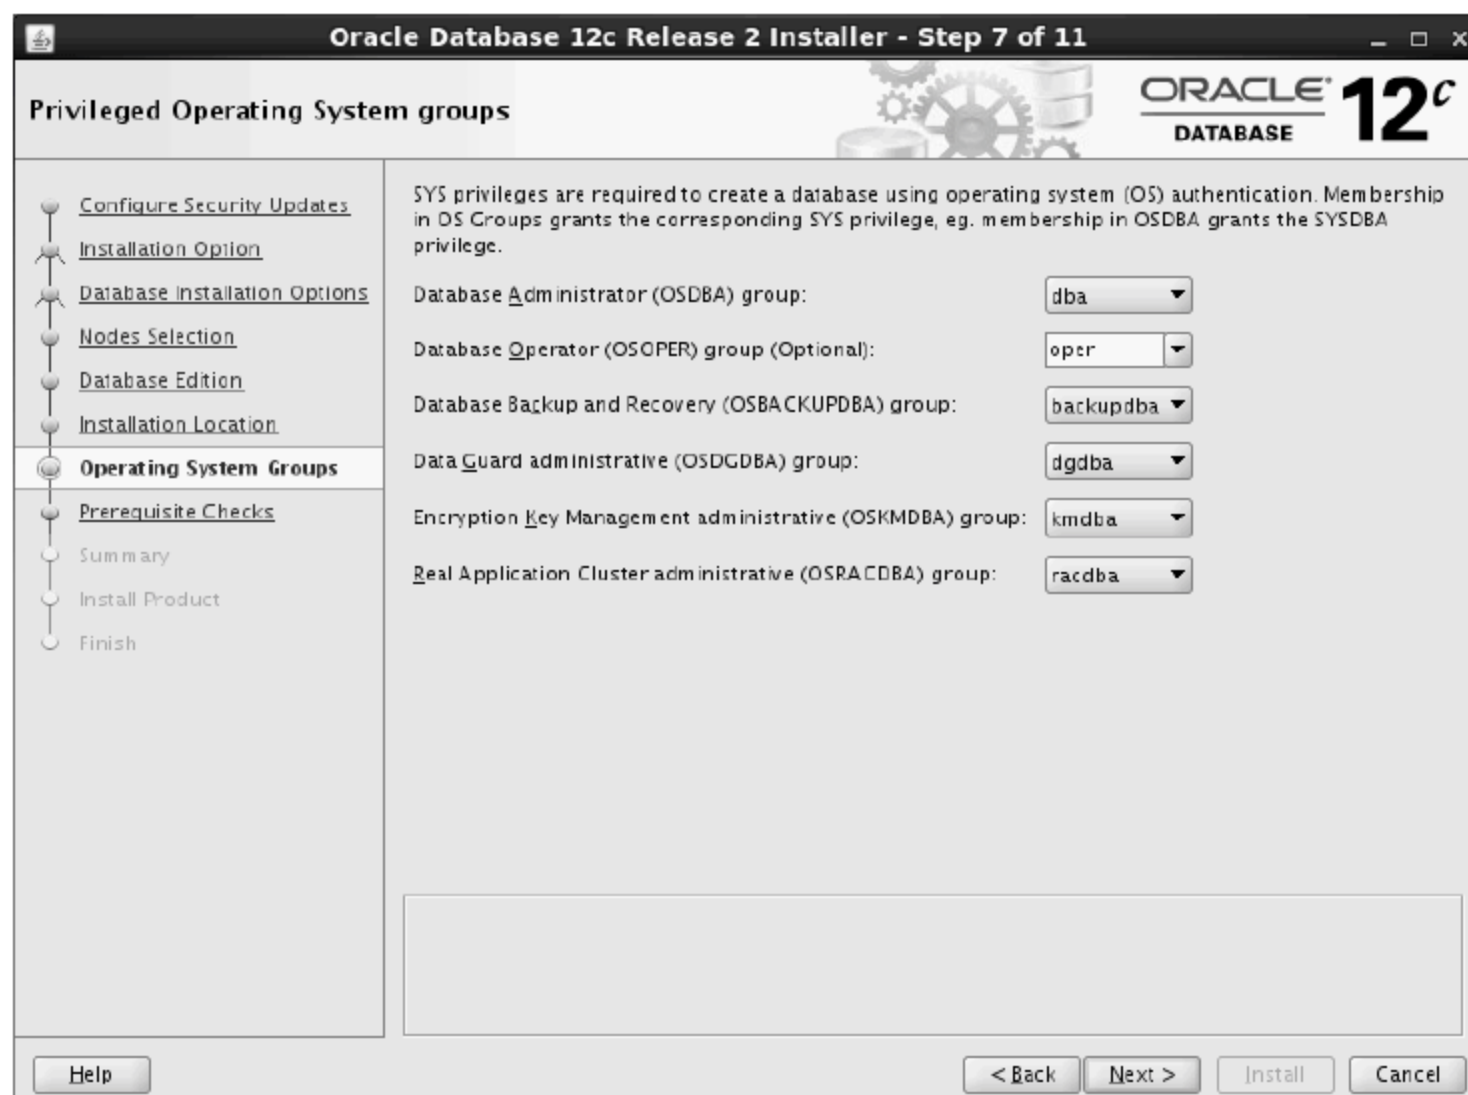 Oracle Database 12c Release 2 Installer - Step 7 of 11
Privileged Operating System groups
ORACLE DATABASE 12c
Configure Security Updates
Installation Option
Database Installation Options
Nodes Selection
Database Edition
Installation Location
Operating System Groups
Prerequisite Checks
Summary
Install Product
Finish
SYS privileges are required to create a database using operating system (OS) authentication. Membership
in OS Groups grants the corresponding SYS privilege, eg. membership in OSDBA grants the SYSDBA
privilege.
Database Administrator (OSDBA) group: dba
Database Operator (OSOPER) group (Optional): oper
Database Backup and Recovery (OSBACKUPDBA) group: backupdba
Data Guard administrative (OSDGDBA) group: dgdba
Encryption Key Management administrative (OSKMDBA) group: kmdba
Real Application Cluster administrative (OSRACDBA) group: racdba
Help < Back Next > Install Cancel